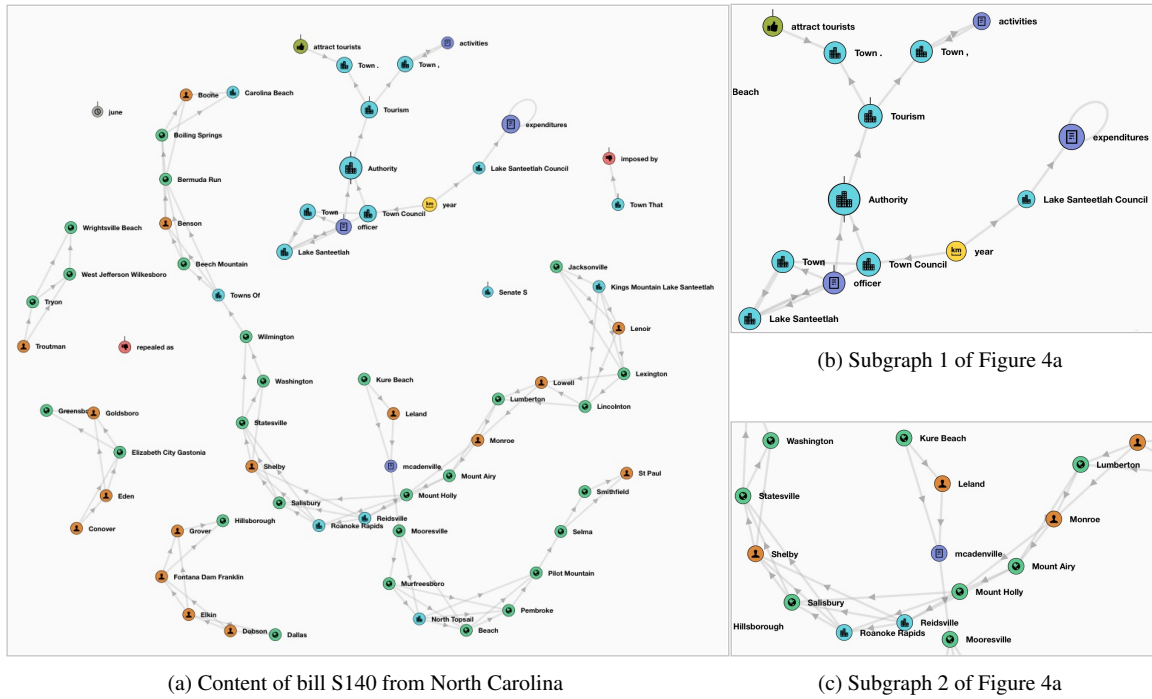 attract tourists
activities
Town .
Town ,
Boone
Carolina Beach
june
Tourism
expenditures
Boiling Springs
imposed by
Authority
Lake Santeetlah Council
Bermuda Run
year
Town That
Town
Town Council
Benson
officer
Wrightsville Beach
Lake Santeetlah
Beech Mountain
Jacksonville
West Jefferson Wilkesboro
Kings Mountain Lake Santeetlah
Towns Of
Senate S
Tryon
Lenoir
Wilmington
Troutman
repealed as
Lexington
Washington
Kure Beach
Lowell
Lumberton
Lincolnton
Goldsboro
Leland
Statesville
Monroe
Elizabeth City Gastonia
Shelby
mcadenville
St Paul
Mount Airy
Smithfield
Eden
Mount Holly
Salisbury
Hillsborough
Reidsville
Roanoke Rapids
Conover
Grover
Mooresville
Selma
Fontana Dam Franklin
Pilot Mountain
Murfreesboro
Elkin
Pembroke
North Topsail
Dobson
Dallas
Beach
(a) Content of bill S140 from North Carolina
attract tourists
activities
Town .
Town ,
Beach
Tourism
expenditures
Authority
Lake Santeetlah Council
Town
Town Council
year
officer
Lake Santeetlah
(b) Subgraph 1 of Figure 4a
Washington
Kure Beach
Lumberton
Leland
Statesville
Monroe
Shelby
mcadenville
Mount Airy
Mount Holly
Salisbury
Hillsborough
Reidsville
Roanoke Rapids
Mooresville
(c) Subgraph 2 of Figure 4a